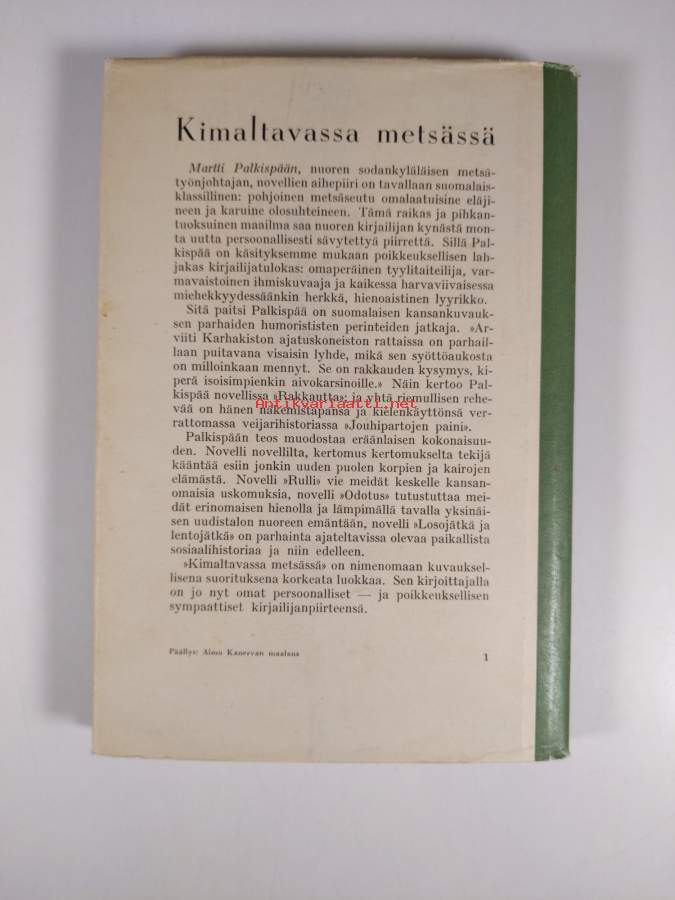 Kimaltavassa metsässä
Martti Palkispään, nuoren sodankyläläisen metsä-
työnjohtajan, novellien aihepiiri on tavallaan suomalais-
klassillinen: pohjoinen metsäseutu omalaatuisine eläji-
neen ja karuine olosuhteineen. Tämä raikas ja pihkan-
tuoksuinen maailma saa nuoren kirjailijan kynästä mon-
ta uutta persoonallisesti sävytettyä piirrettä. Sillä Pal-
kispää on käsityksemme mukaan poikkeuksellisen lah-
jakas kirjailijatulokas: omaperäinen tyylitaiteilija, var-
mavaistoinen ihmiskuvaaja ja kaikessa harvaviivaisessa
miehekkyydessäänkin herkkä, hienoaistinen lyyrikko.
Sitä paitsi Palkispää on suomalaisen kansankuvauk-
sen parhaiden humorististen perinteiden jatkaja. »Ar-
viiti Karhakiston ajatuskoneiston rattaissa on parhail-
laan puitavana visaisin lyhde, mikä sen syöttöaukosta
on milloinkaan mennyt. Se on rakkauden kysymys, ki-
perä isoisimpienkin aivokarsinoille.» Näin kertoo Pal-
kispää novellissa »Rakkautta»; ja yhtä riemullisen rehe-
Antikvariaatti.net
vää on hänen näkemistapansa ja kielenkäyttönsä ver-
rattomassa veijarihistoriassa »Jouhipartojen paini».
Palkispään teos muodostaa eräänlaisen kokonaisuu-
den. Novelli novellilta, kertomus kertomukselta tekijä
kääntää esiin jonkin uuden puolen korpien ja kairojen
elämästä. Novelli »Rulli» vie meidät keskelle kansan-
omaisia uskomuksia, novelli »Odotus» tutustuttaa mei-
dät erinomaisen hienolla ja lämpimällä tavalla yksinäi-
sen uudistalon nuoreen emäntään, novelli »Losojätkä ja
lentojätkä» on parhainta ajateltavissa olevaa paikallista
sosiaalihistoriaa ja niin edelleen.
»Kimaltavassa metsässä» on nimenomaan kuvauksel-
lisena suorituksena korkeata luokkaa. Sen kirjoittajalla
on jo nyt omat persoonalliset — ja poikkeuksellisen
sympaattiset kirjailijanpiirteensä.
Päällys: Aimo Kanervan maalaus
1